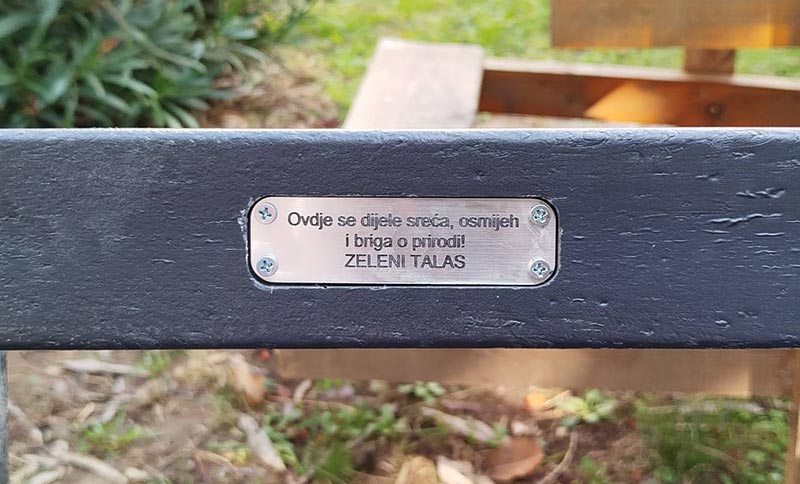 Ovdje se dijele sreća, osmijeh
i briga o prirodi!
ZELENI TALAS